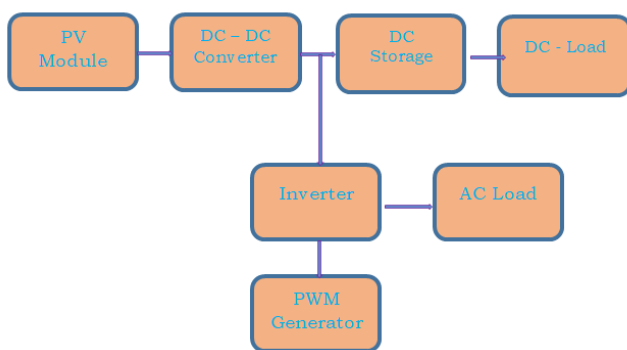 PV
Module
DC – DC
Converter
DC
Storage
DC - Load
Inverter
AC Load
PWM
Generator